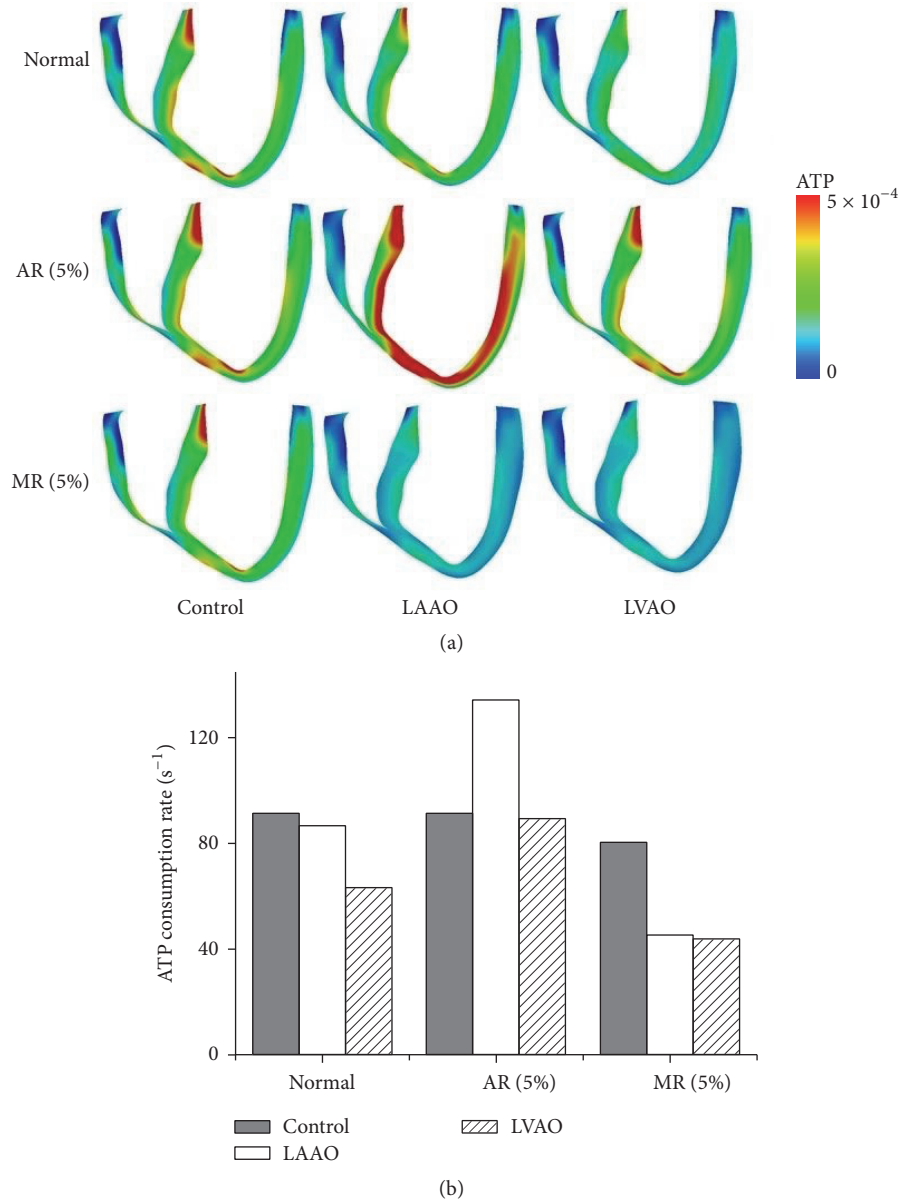 Normal
AR (5%)
MR (5%)
ATP
5 × 10⁻⁴
0
Control LAAO LVAO
(a)
ATP consumption rate (s⁻¹)
120
80
40
0
Normal AR (5%) MR (5%)
Control LVAO
LAAO
(b)